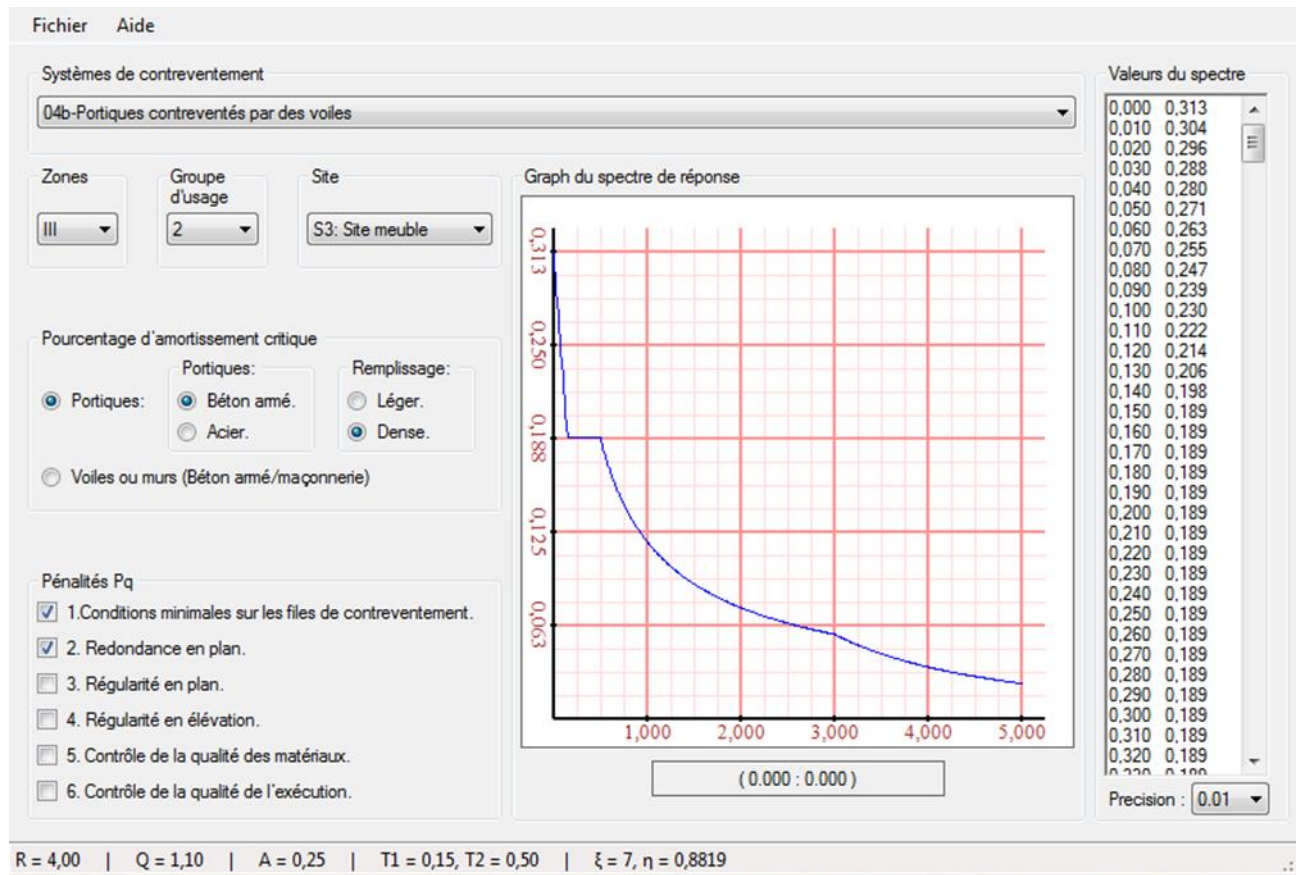 Fichier Aide
Systèmes de contreventement
04b-Portiques contreventés par des voiles
Zones
III
Groupe
d'usage
2
Site
S3: Site meuble
Pourcentage d'amortissement critique
Portiques:
Portiques:
Béton armé.
Acier.
Remplissage:
Léger.
Dense.
Voiles ou murs (Béton armé/maçonnerie)
Pénalités Pq
1.Conditions minimales sur les files de contreventement.
2. Redondance en plan.
3. Régularité en plan.
4. Régularité en élévation.
5. Contrôle de la qualité des matériaux.
6. Contrôle de la qualité de l'exécution.
Graph du spectre de réponse
0,313
0,250
0,188
0,125
0,063
1,000 2,000 3,000 4,000 5,000
( 0.000 : 0.000 )
Valeurs du spectre
0,000 0,313
0,010 0,304
0,020 0,296
0,030 0,288
0,040 0,280
0,050 0,271
0,060 0,263
0,070 0,255
0,080 0,247
0,090 0,239
0,100 0,230
0,110 0,222
0,120 0,214
0,130 0,206
0,140 0,198
0,150 0,189
0,160 0,189
0,170 0,189
0,180 0,189
0,190 0,189
0,200 0,189
0,210 0,189
0,220 0,189
0,230 0,189
0,240 0,189
0,250 0,189
0,260 0,189
0,270 0,189
0,280 0,189
0,290 0,189
0,300 0,189
0,310 0,189
0,320 0,189
Precision : 0.01
R = 4,00 | Q = 1,10 | A = 0,25 | T1 = 0,15, T2 = 0,50 | ξ = 7, η = 0,8819